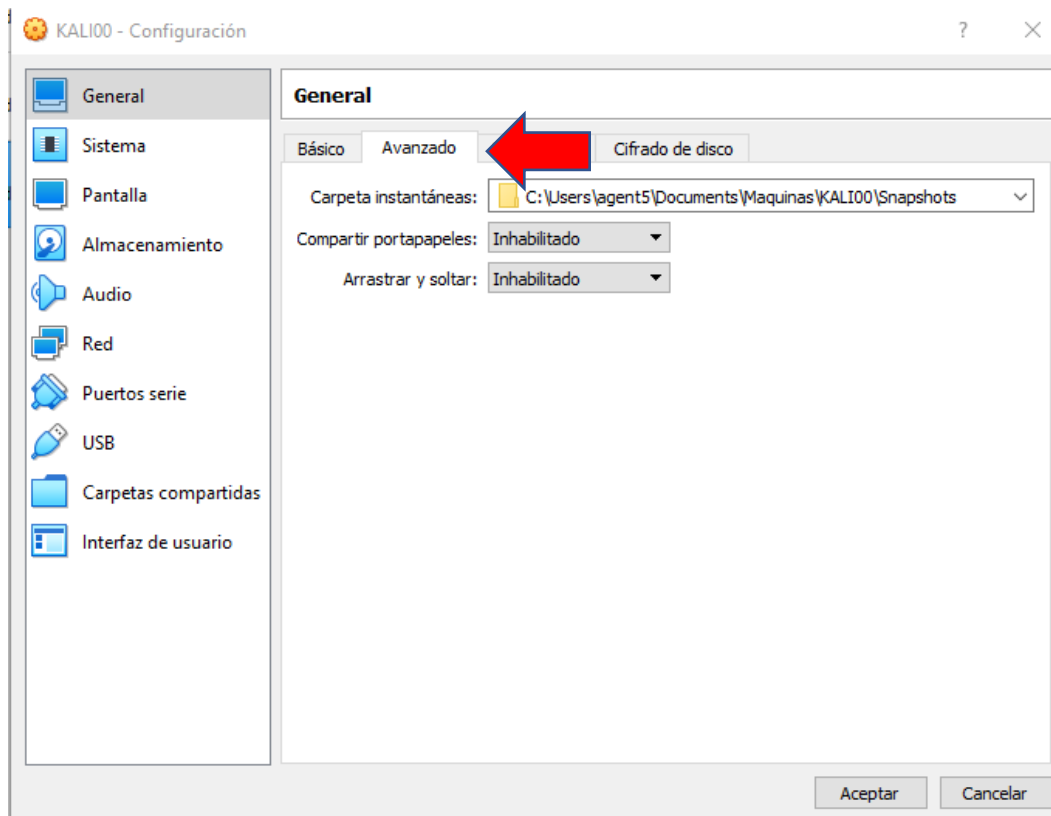 KALI00 - Configuración
?
General
Sistema
Pantalla
Almacenamiento
Audio
Red
Puertos serie
USB
Carpetas compartidas
Interfaz de usuario
General
Básico Avanzado Cifrado de disco
Carpeta instantáneas: C:\Users\agent5\Documents\Maquinas\KALI00\Snapshots
Compartir portapapeles: Inhabilitado
Arrastrar y soltar: Inhabilitado
Aceptar Cancelar